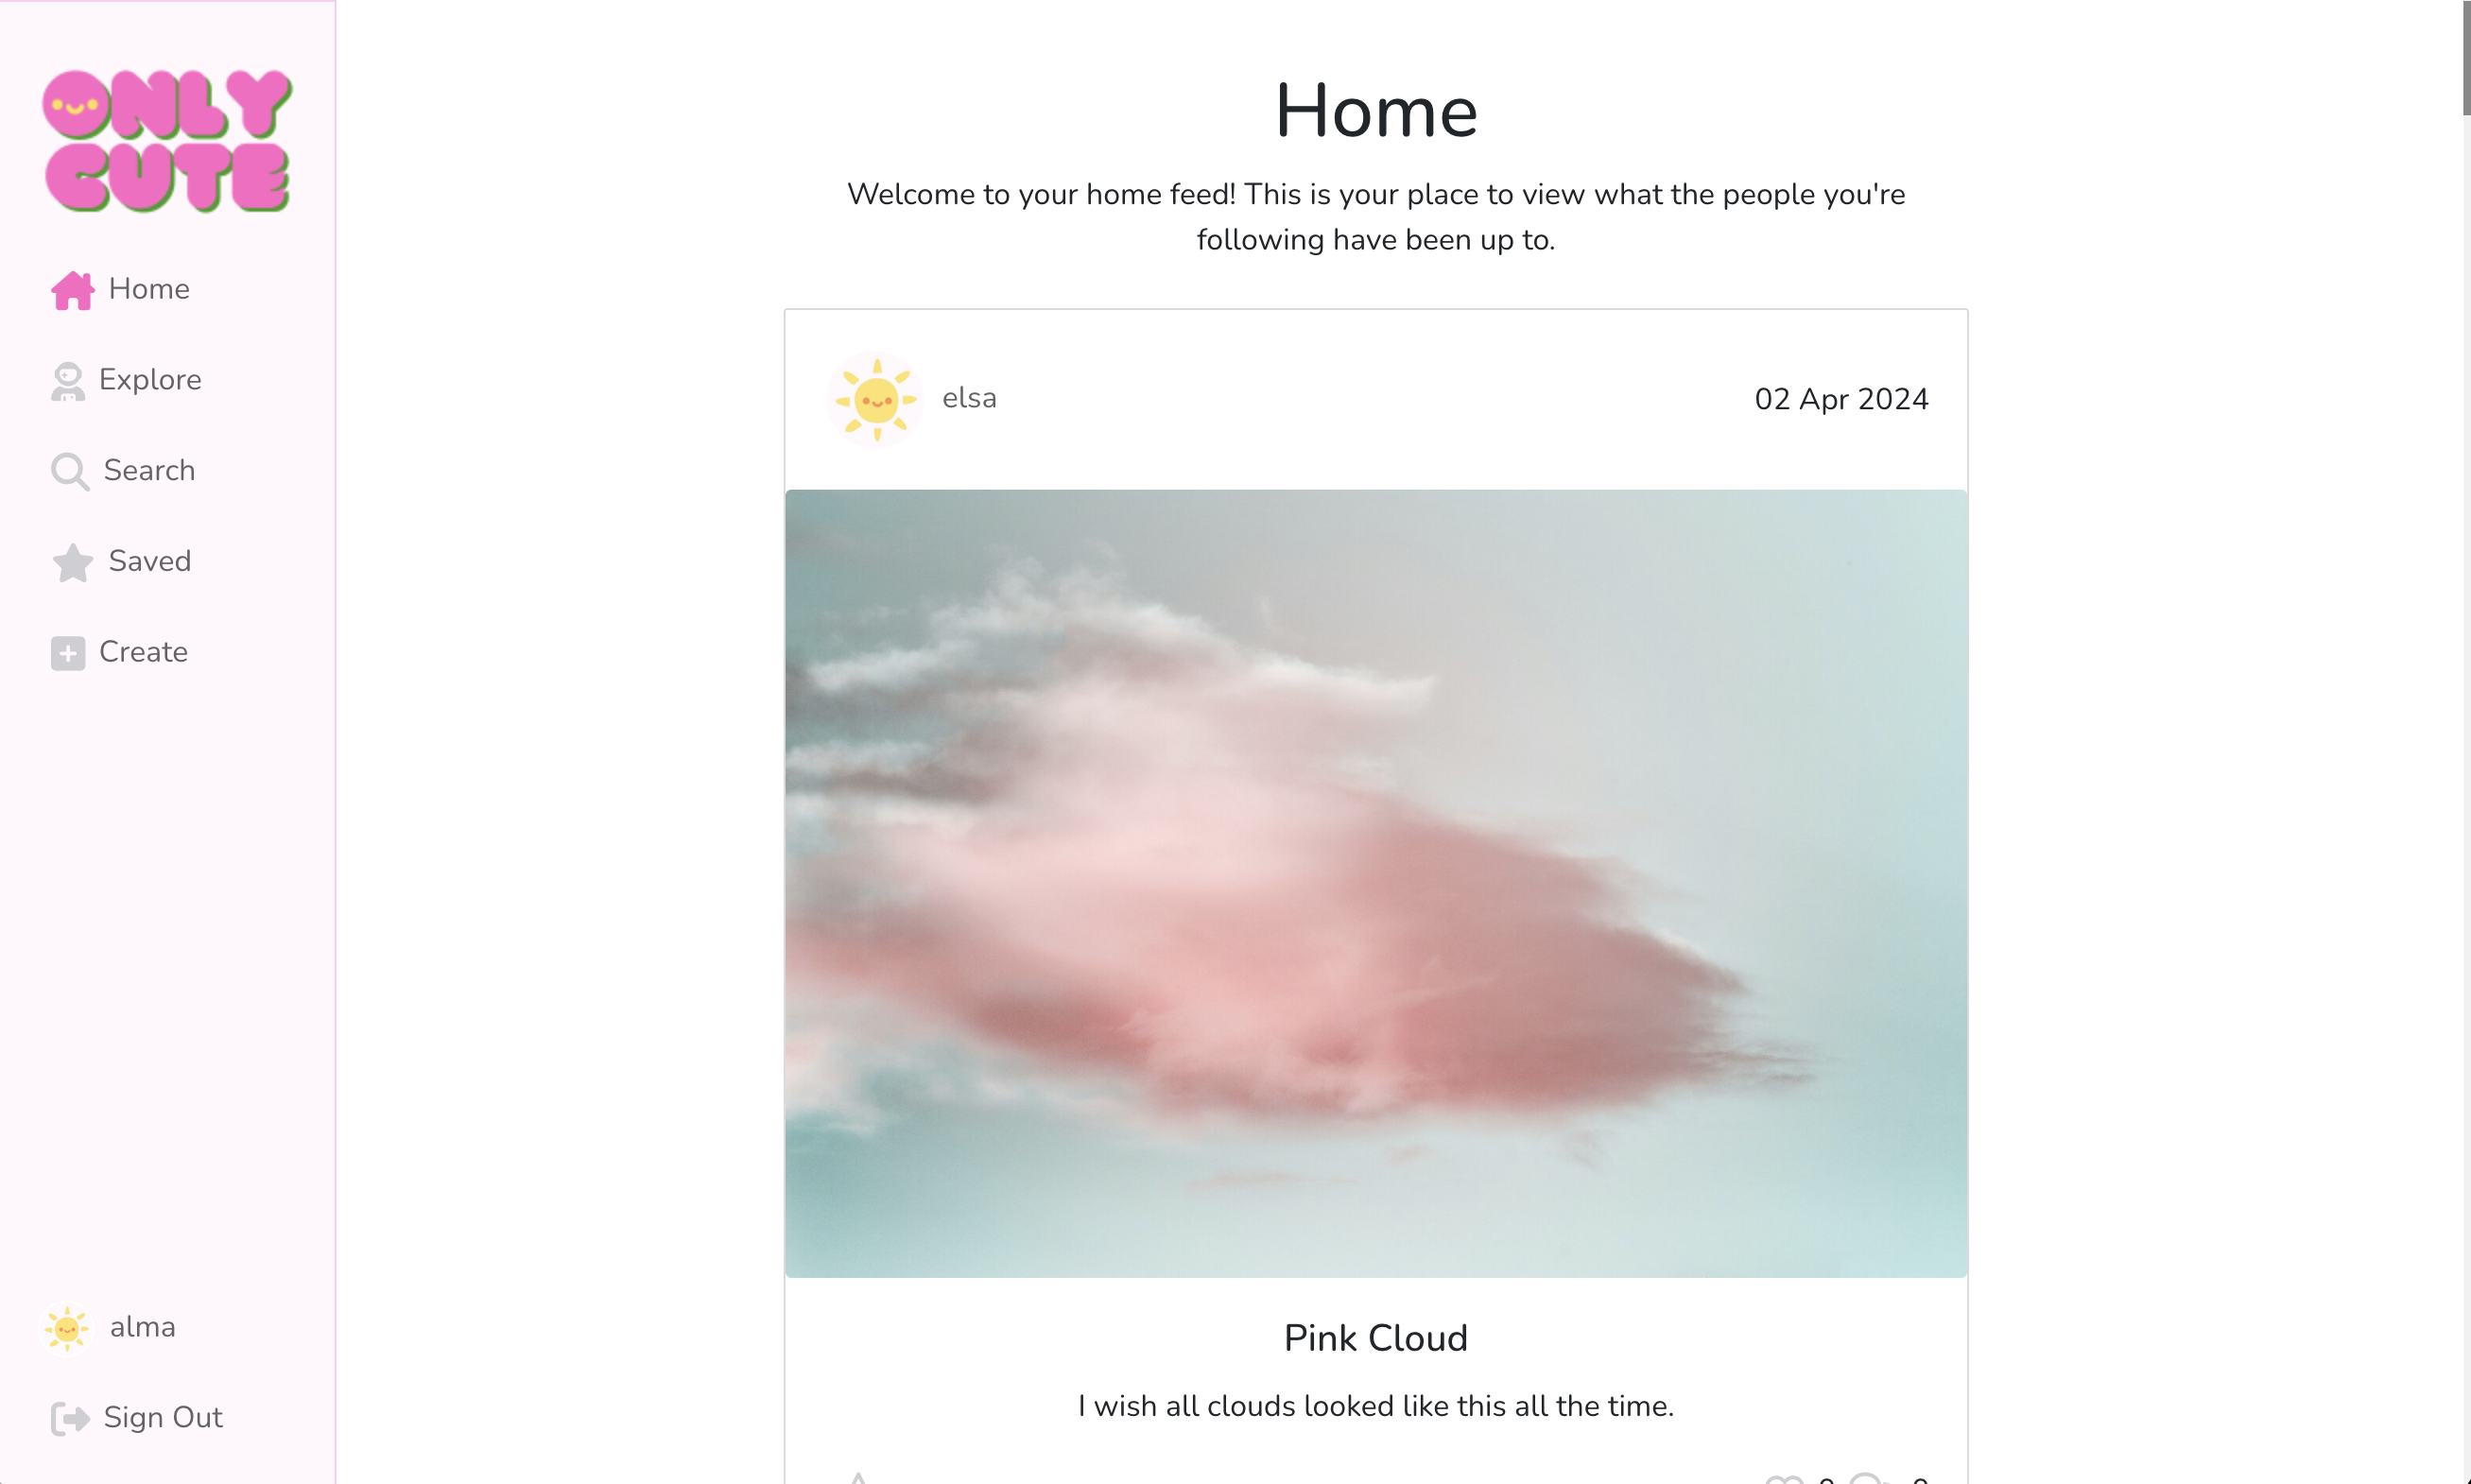 ONLY
CUTE
Home
Explore
Search
Saved
Create
alma
Sign Out
Home
Welcome to your home feed! This is your place to view what the people you're
following have been up to.
elsa
02 Apr 2024
Pink Cloud
I wish all clouds looked like this all the time.